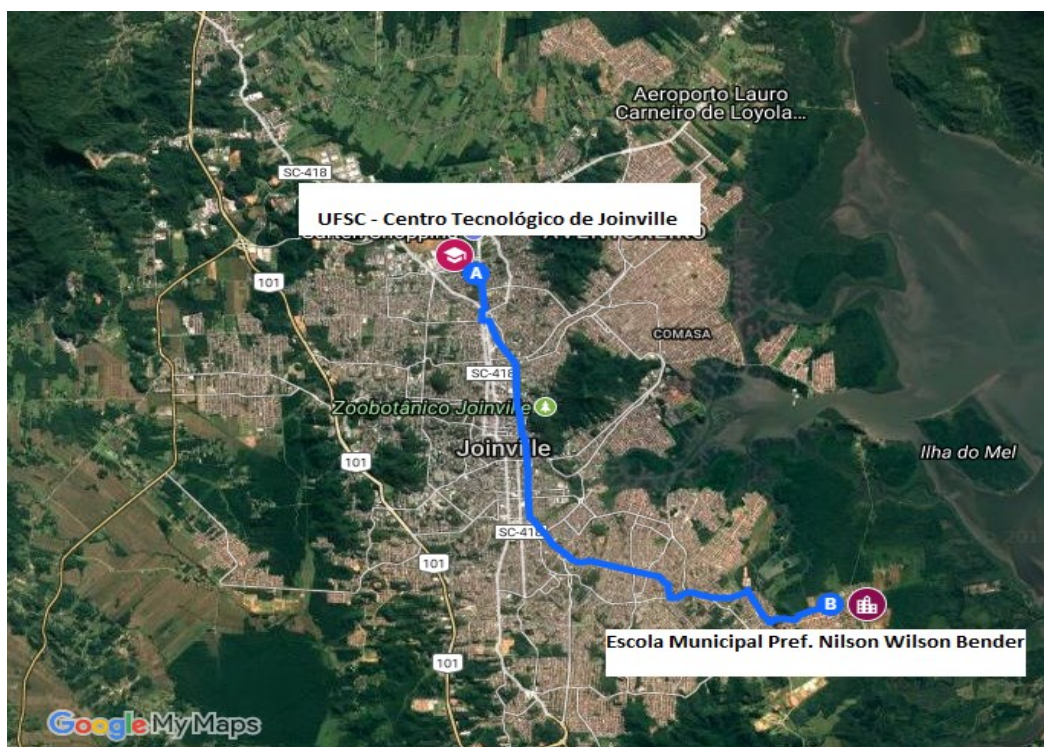 Aeroporto Lauro
Carneiro de Loyola...
SC-418
UFSC - Centro Tecnológico de Joinville
A
101
COMASA
SC-418
Zoobotânico Joinville
101
Joinville
Ilha do Mel
SC-418
101
B
Escola Municipal Pref. Nilson Wilson Bender
101
Google My Maps